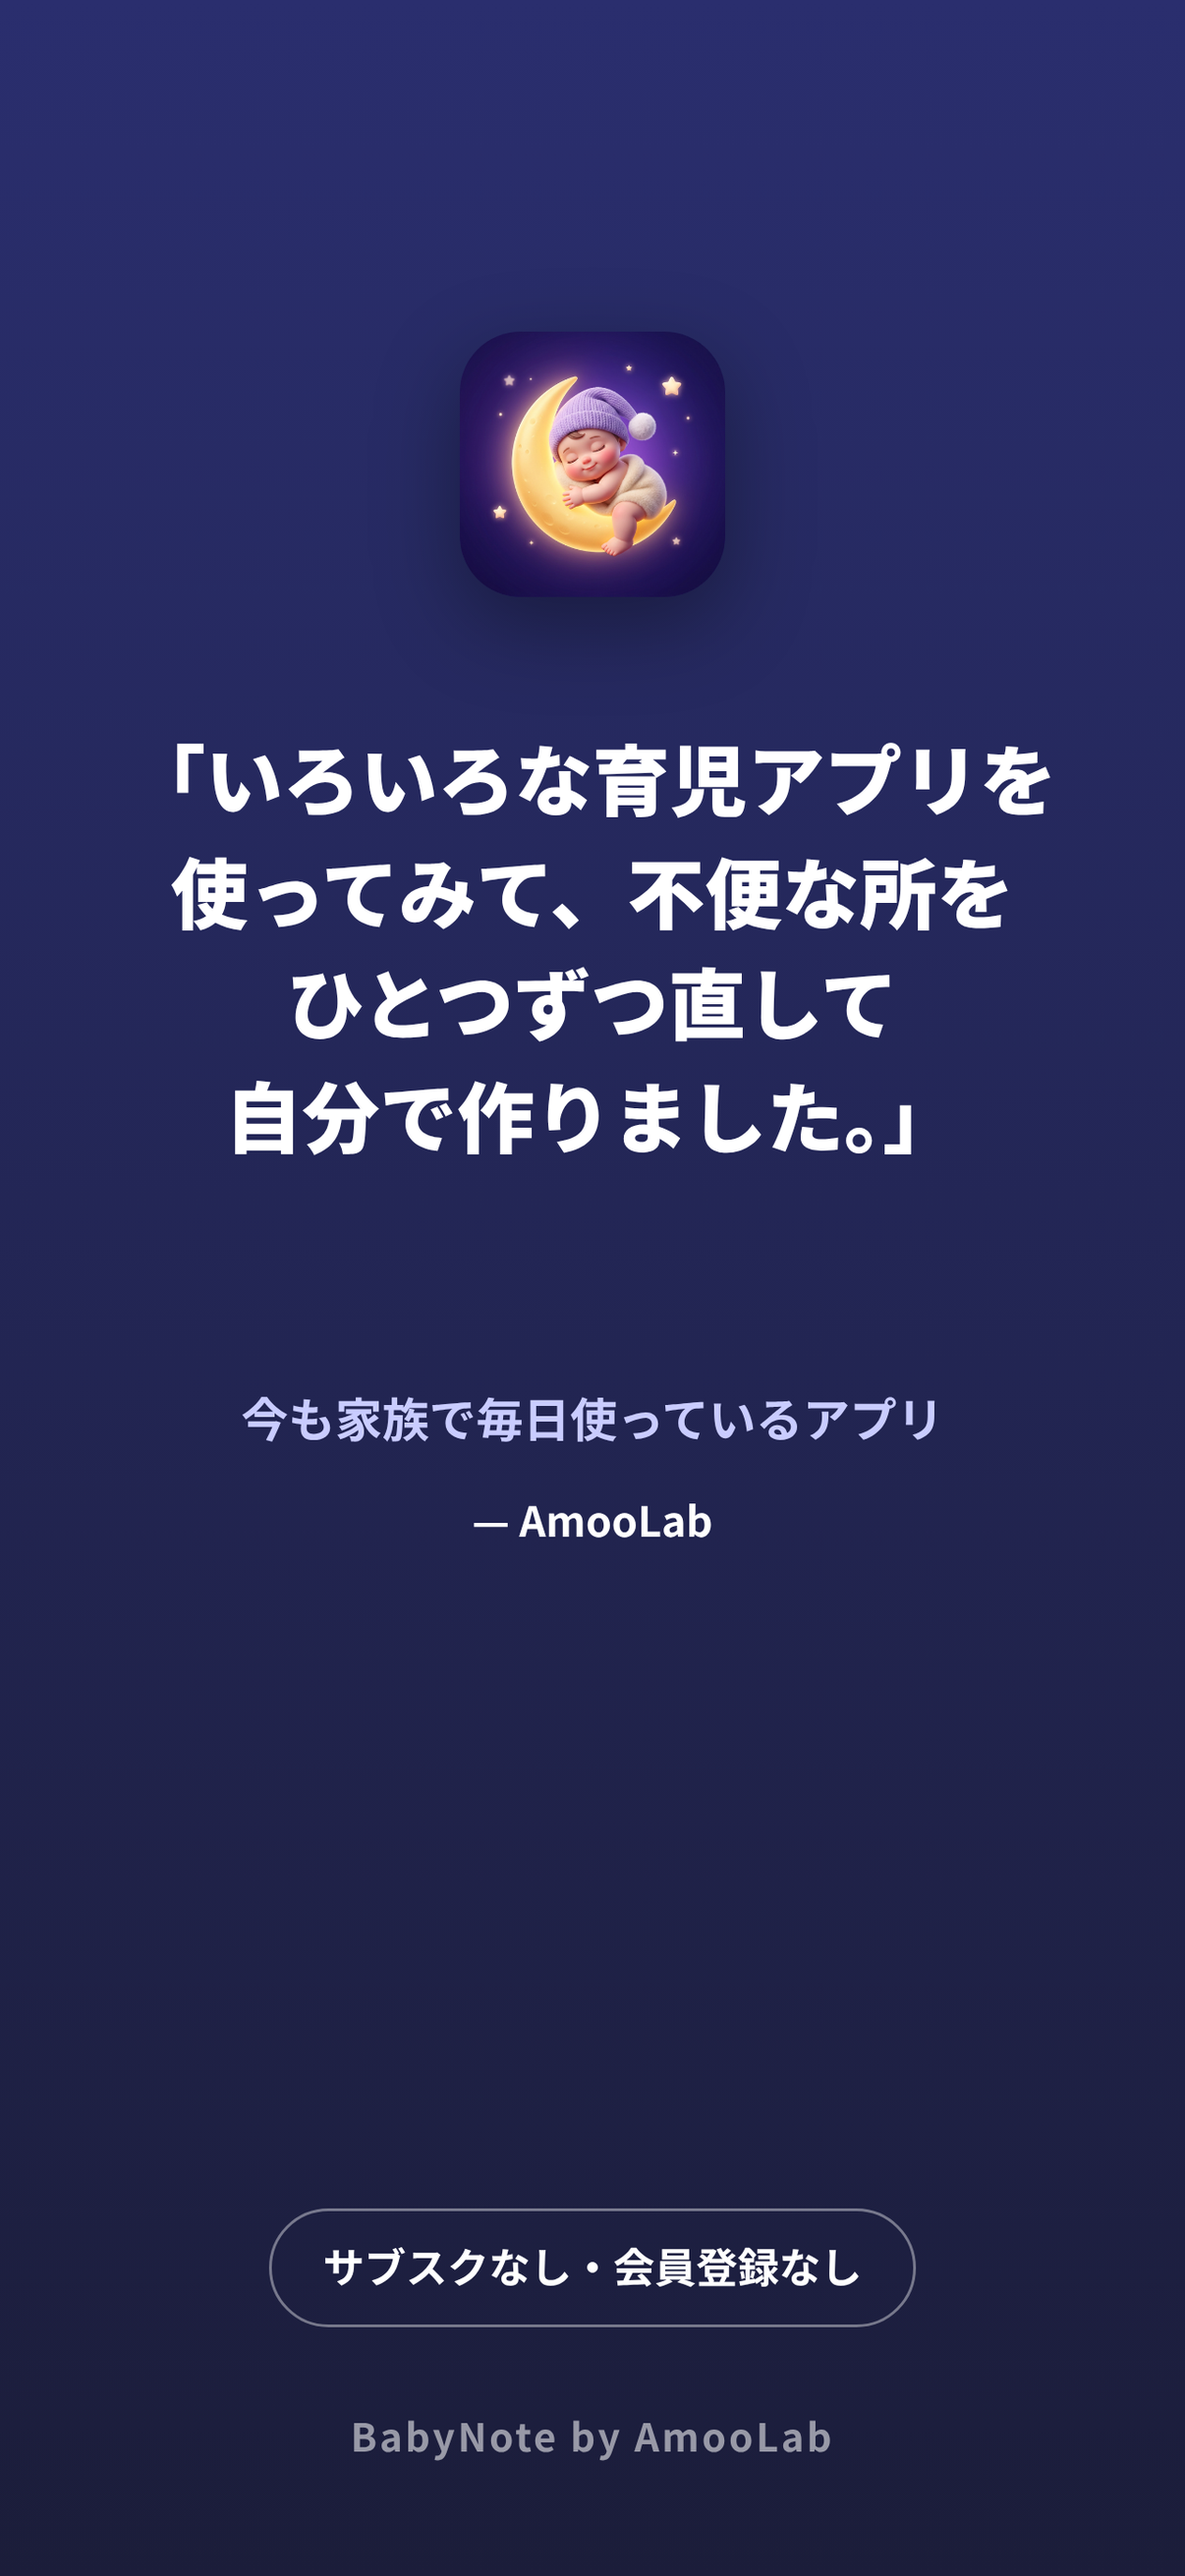 「いろいろな育児アプリを
使ってみて、不便な所を
ひとつずつ直して
自分で作りました。」
今も家族で毎日使っているアプリ
— AmooLab
サブスクなし・会員登録なし
BabyNote by AmooLab